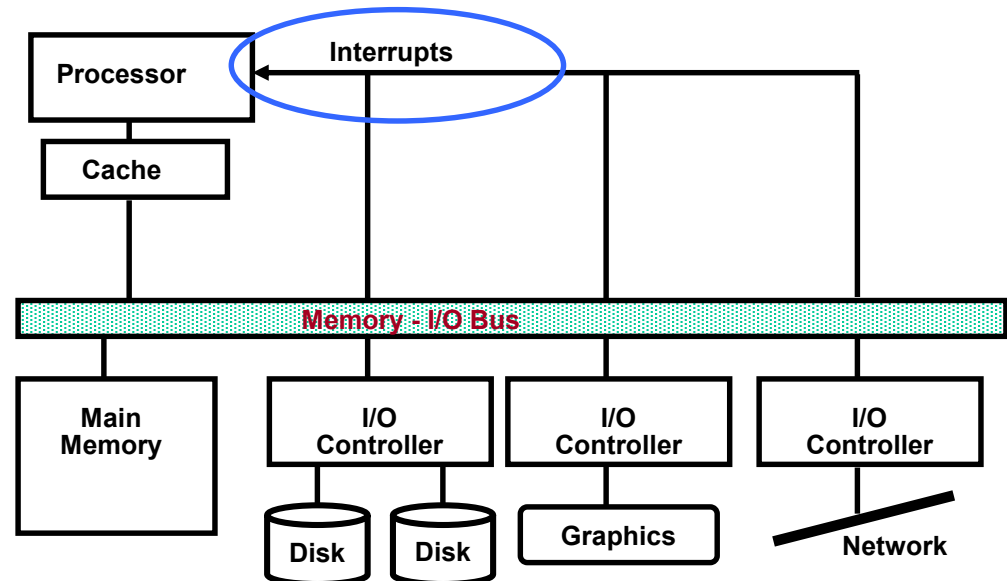 Interrupts
Processor
Cache
Memory - I/O Bus
Main
Memory
I/O
Controller
I/O
Controller
I/O
Controller
Disk
Disk
Graphics
Network